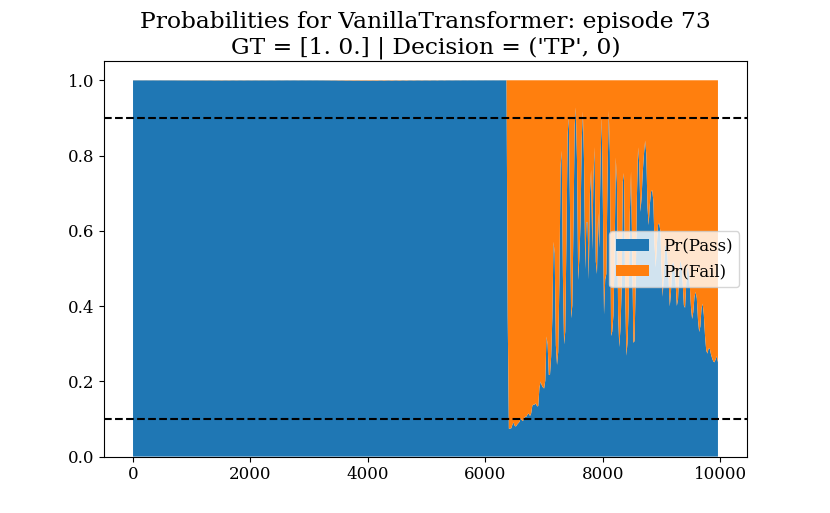 Probabilities for VanillaTransformer: episode 73
GT = [1. 0.] | Decision = ('TP', 0)
1.0
0.8
0.6
0.4
0.2
0.0
Pr(Pass)
Pr(Fail)
0 2000 4000 6000 8000 10000